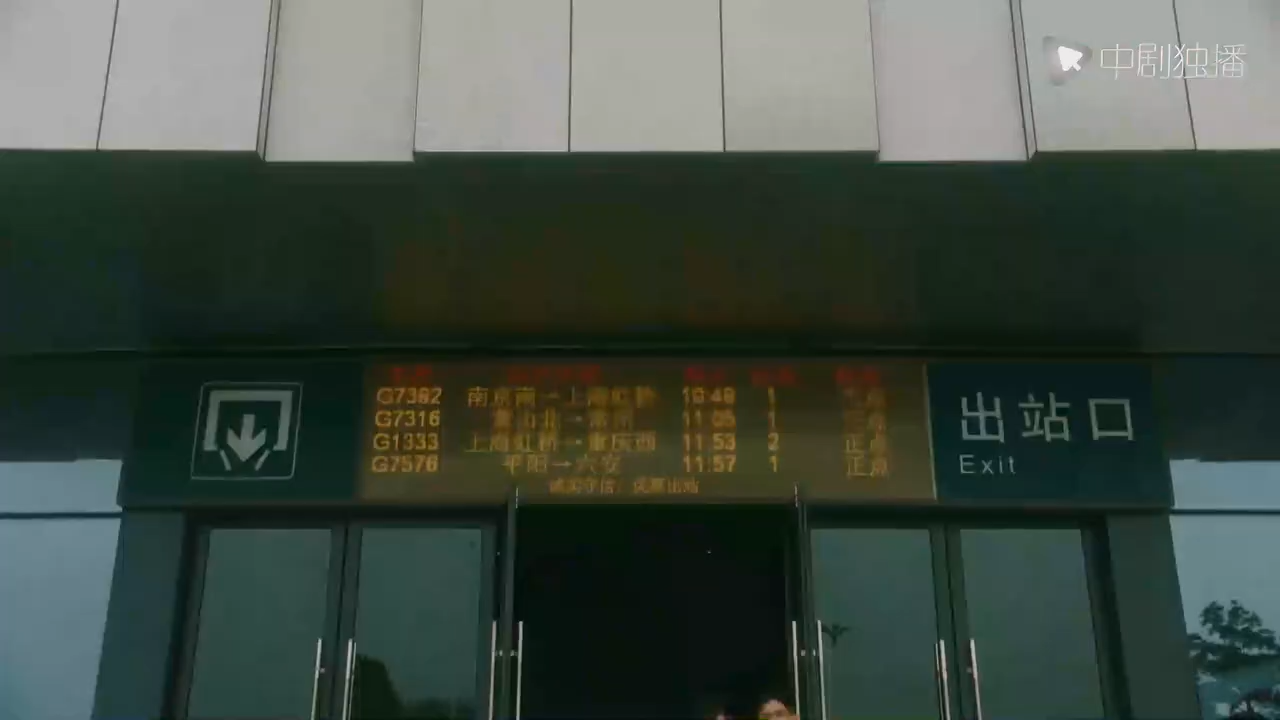 中剧独播
G7392 南京南→上海虹桥 10:49 1
G7316 萧山北→常州 11:05 1
G1333 上海虹桥→重庆西 11:53 2 正点
G7576 平阳→六安 11:57 1 正点
出站口
Exit